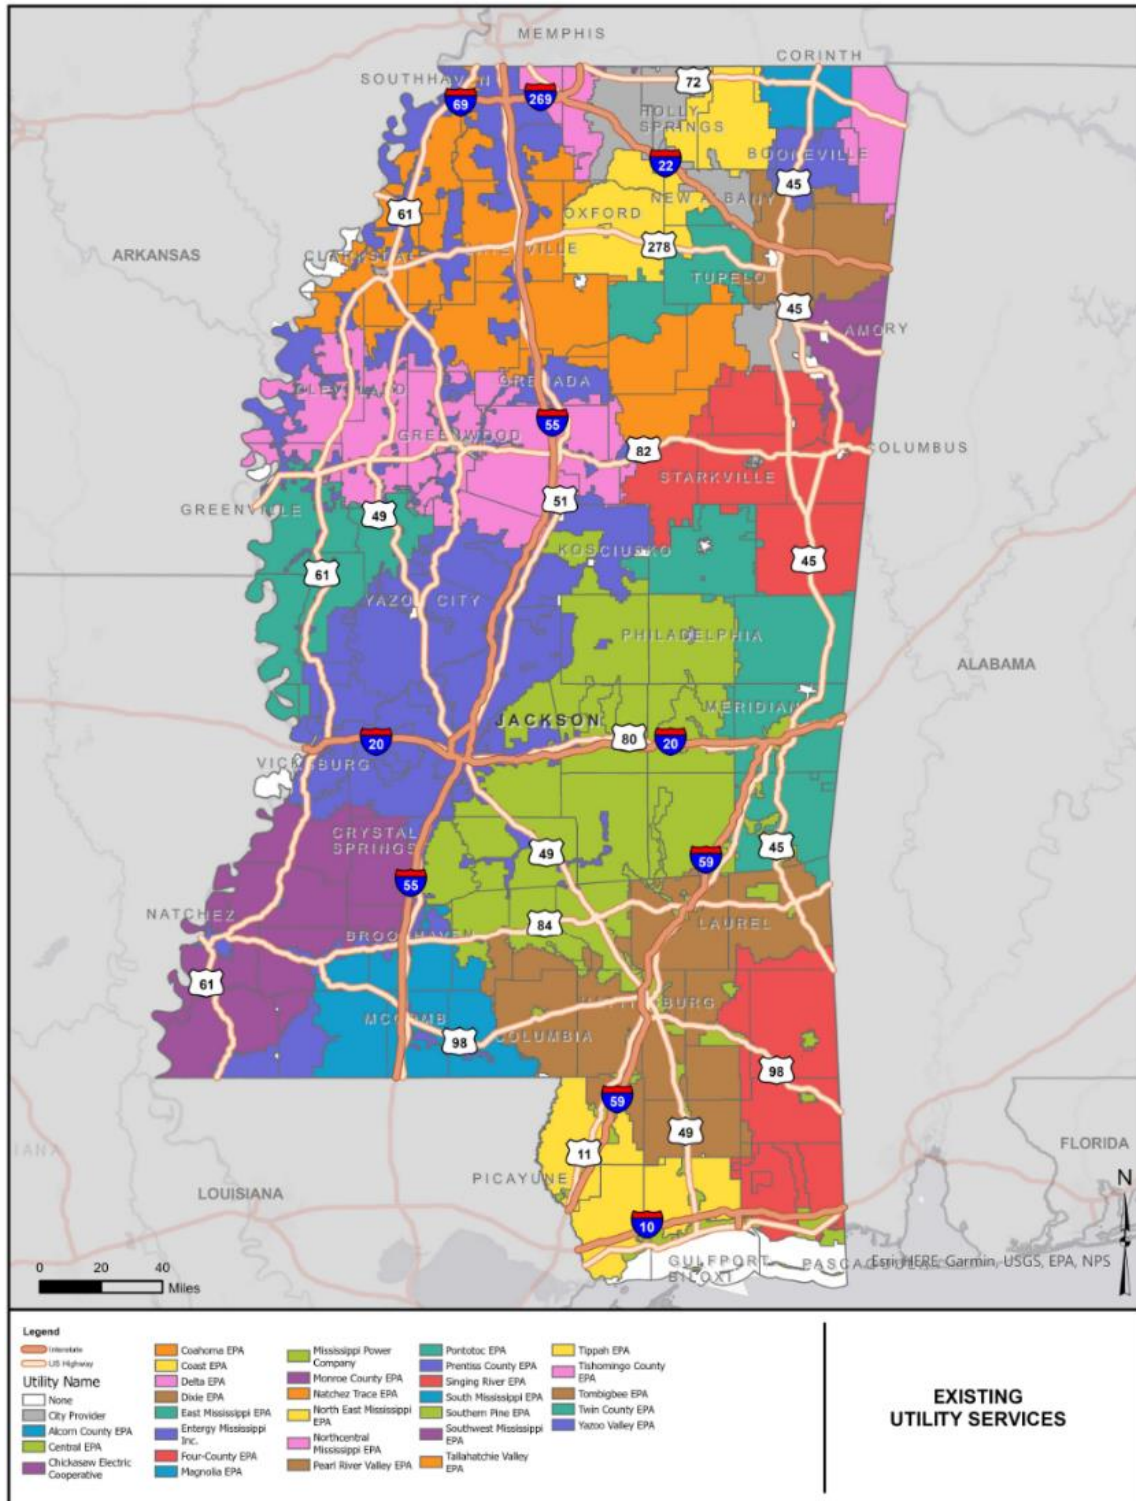 MEMPHIS
CORINTH
SOUTHHAVEN
72
69
269
HOLLY
SPRINGS
22
BOONEVILLE
45
NEW ALBANY
61
OXFORD
ARKANSAS
278
CLARKSDALE
BATESVILLE
TUPELO
45
AMORY
GRENADA
CLEVELAND
55
GREENWOOD
82
COLUMBUS
STARKVILLE
51
GREENVILLE
49
KOSCIUSKO
45
61
YAZOO CITY
PHILADELPHIA
ALABAMA
MERIDIAN
JACKSON
80
20
20
VICKSBURG
CRYSTAL
SPRINGS
49
45
59
55
NATCHEZ
84
LAUREL
BROOKHAVEN
61
HATTIESBURG
MCCOMB
98
COLUMBIA
98
59
49
11
FLORIDA
IANA
PICAYUNE
LOUISIANA
N
10
GULFPORT
BILOXI
Esri, HERE, Garmin, USGS, EPA, NPS
0 20 40
Miles
Legend
Interstate
US Highway
Utility Name
None
City Provider
Alcorn County EPA
Central EPA
Chickasaw Electric
Cooperative
Coahoma EPA
Coast EPA
Delta EPA
Dixie EPA
East Mississippi EPA
Entergy Mississippi
Inc.
Four-County EPA
Magnolia EPA
Mississippi Power
Company
Monroe County EPA
Natchez Trace EPA
North East Mississippi
EPA
Northcentral
Mississippi EPA
Pearl River Valley EPA
Pontotoc EPA
Prentiss County EPA
Singing River EPA
South Mississippi EPA
Southern Pine EPA
Southwest Mississippi
EPA
Tallahatchie Valley
EPA
Tippah EPA
Tishomingo County
EPA
Tombigbee EPA
Twin County EPA
Yazoo Valley EPA
EXISTING
UTILITY SERVICES